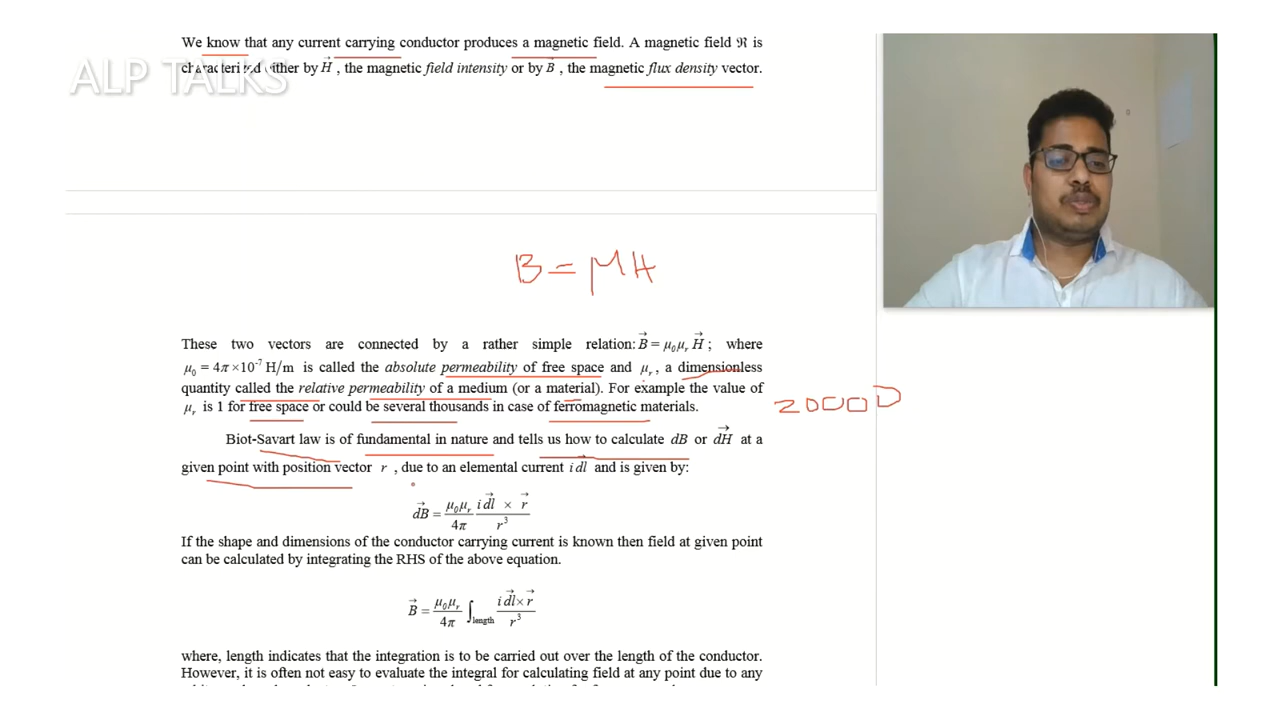 We know that any current carrying conductor produces a magnetic field. A magnetic field ℜ is
characterized either by H⃗ , the magnetic field intensity or by B⃗ , the magnetic flux density vector.
ALP TALKS
B = μH
These two vectors are connected by a rather simple relation: B⃗ = μ₀μᵣ H⃗ ; where
μ₀ = 4π ×10⁻⁷ H/m is called the absolute permeability of free space and μᵣ , a dimensionless
quantity called the relative permeability of a medium (or a material). For example the value of
μᵣ is 1 for free space or could be several thousands in case of ferromagnetic materials.
20000
Biot-Savart law is of fundamental in nature and tells us how to calculate dB or dH⃗ at a
given point with position vector r , due to an elemental current i dl⃗ and is given by:
dB⃗ = μ₀μᵣ/4π i dl⃗ × r⃗/r³
If the shape and dimensions of the conductor carrying current is known then field at given point
can be calculated by integrating the RHS of the above equation.
B⃗ = μ₀μᵣ/4π ∫length i dl⃗× r⃗/r³
where, length indicates that the integration is to be carried out over the length of the conductor.
However, it is often not easy to evaluate the integral for calculating field at any point due to any